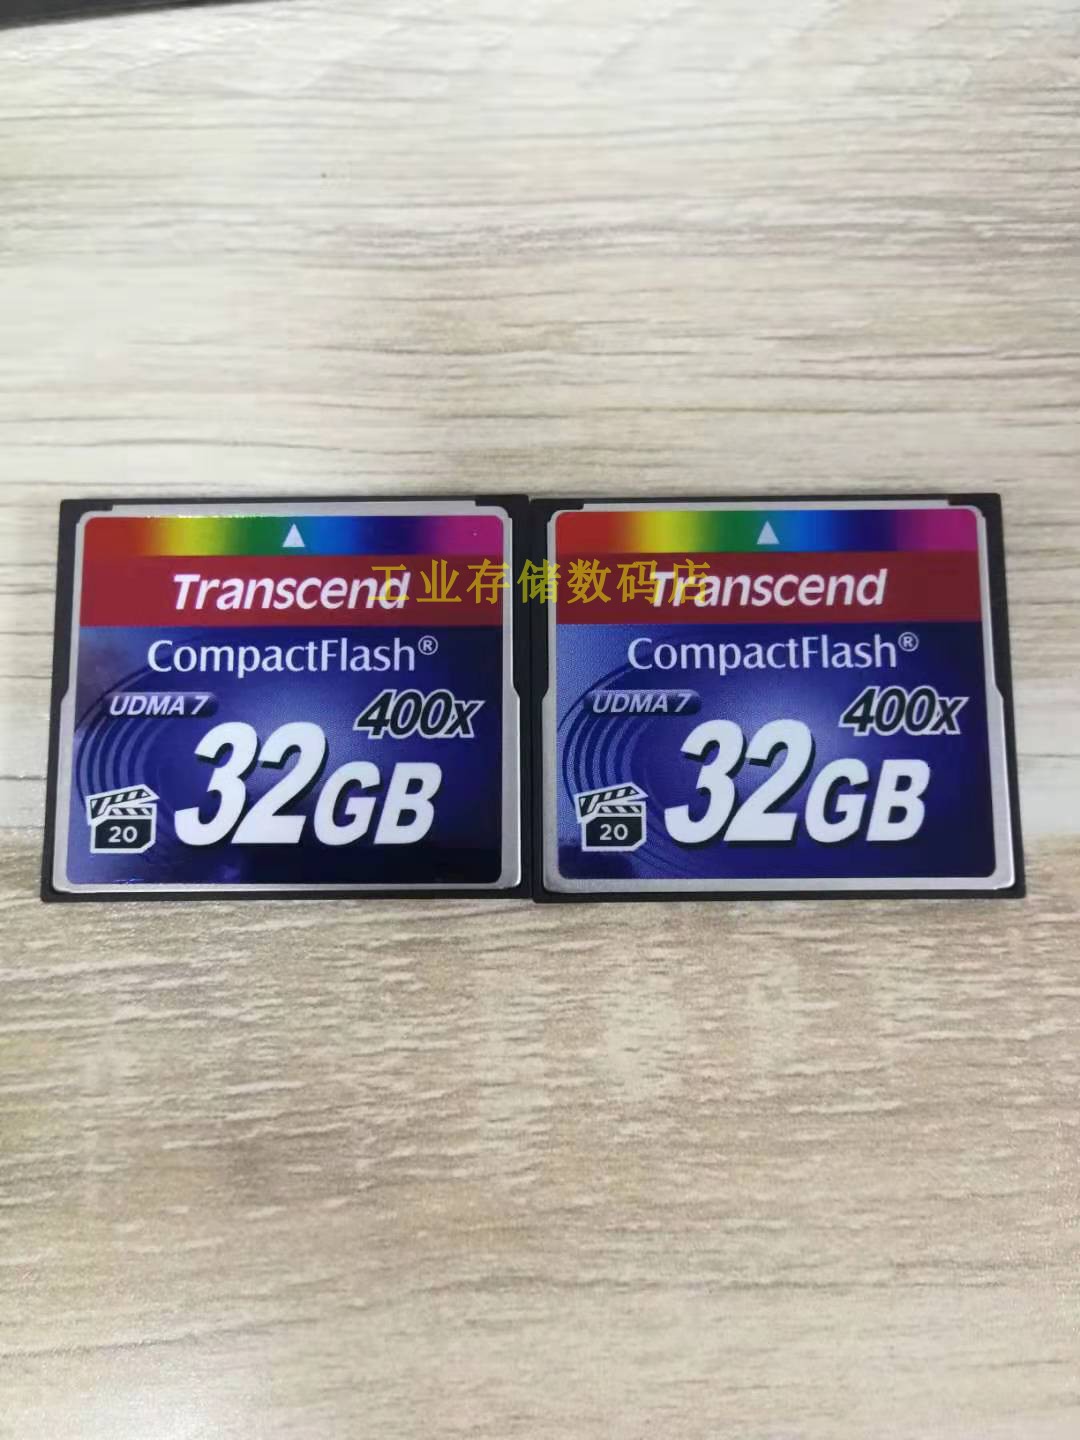 Transcend
CompactFlash®
UDMA 7
400x
32GB
20
Transcend
CompactFlash®
UDMA 7
400x
32GB
20
工业存储数码店